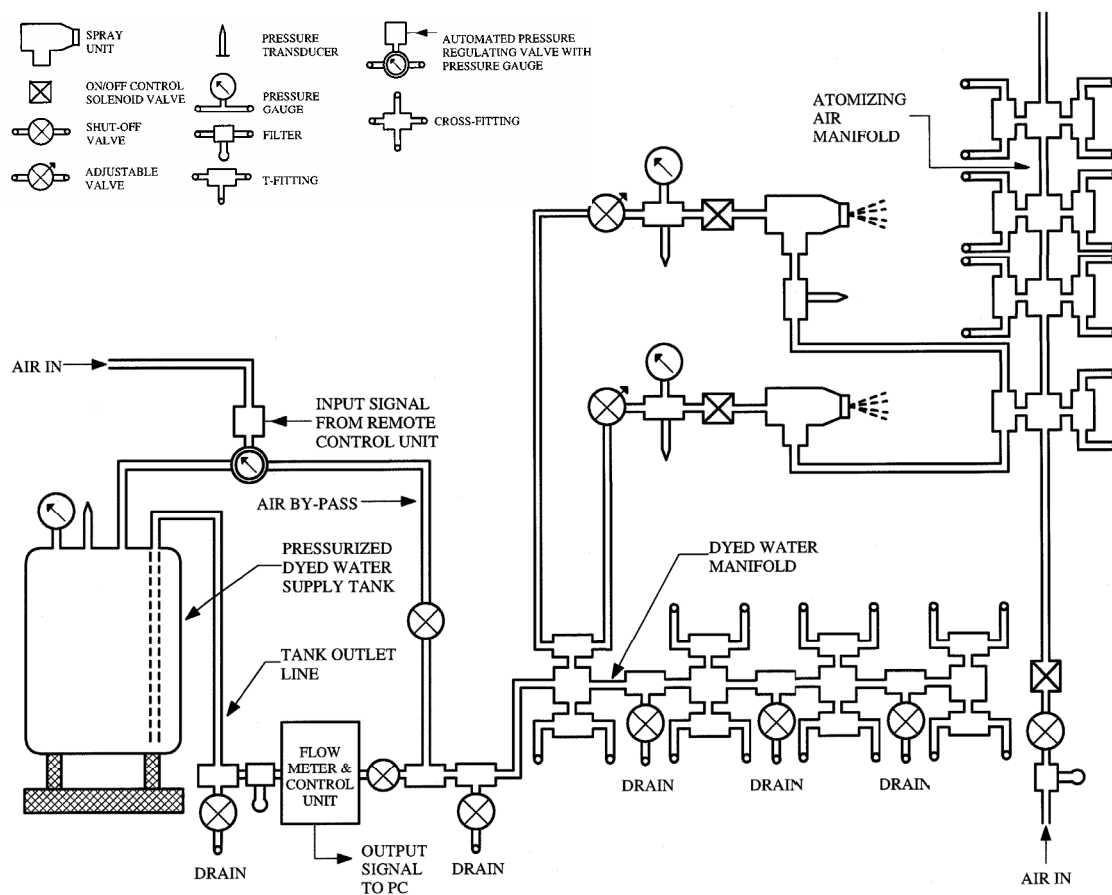 SPRAY
UNIT
ON/OFF CONTROL
SOLENOID VALVE
SHUT-OFF
VALVE
ADJUSTABLE
VALVE
PRESSURE
TRANSDUCER
PRESSURE
GAUGE
FILTER
T-FITTING
AUTOMATED PRESSURE
REGULATING VALVE WITH
PRESSURE GAUGE
CROSS-FITTING
ATOMIZING
AIR
MANIFOLD
AIR IN
INPUT SIGNAL
FROM REMOTE
CONTROL UNIT
AIR BY-PASS
PRESSURIZED
DYED WATER
SUPPLY TANK
DYED WATER
MANIFOLD
TANK OUTLET
LINE
FLOW
METER &
CONTROL
UNIT
DRAIN
DRAIN
DRAIN
DRAIN
OUTPUT
SIGNAL
TO PC
DRAIN
AIR IN